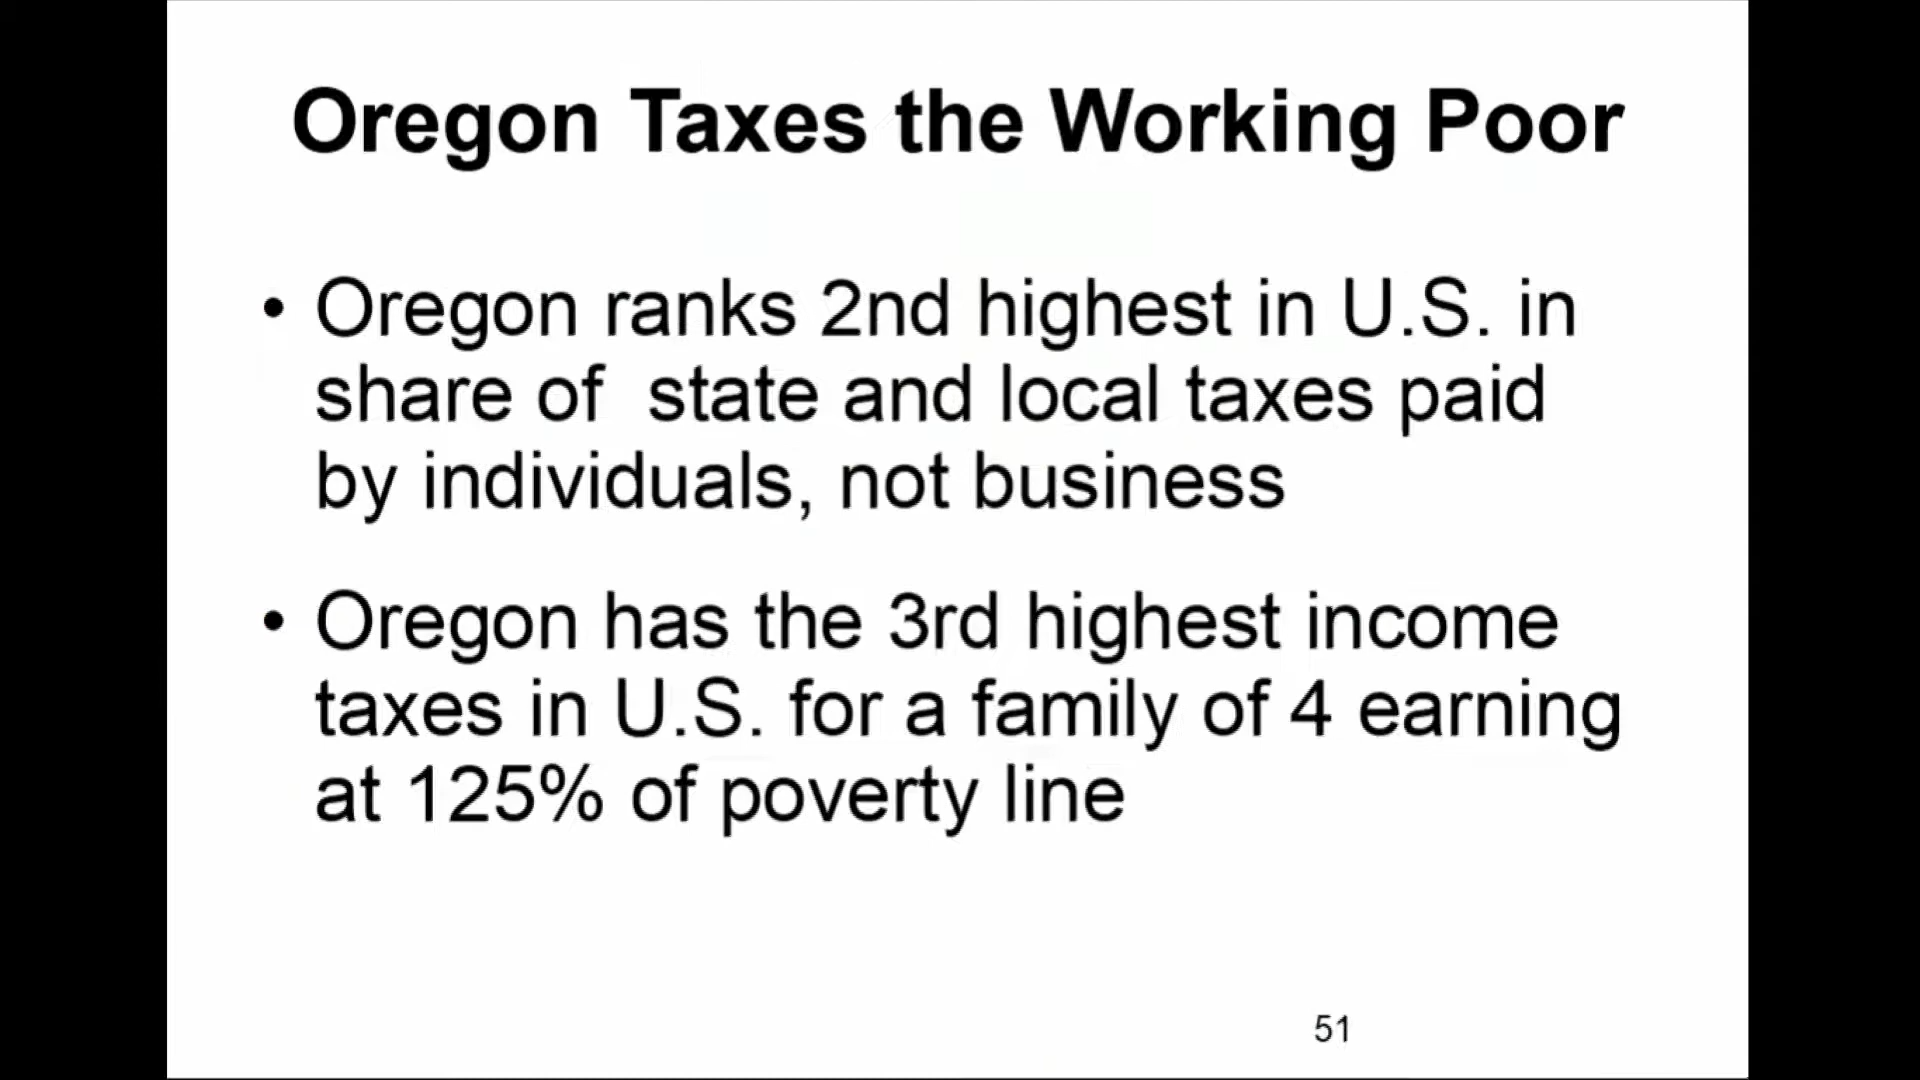 Oregon Taxes the Working Poor
• Oregon ranks 2nd highest in U.S. in
share of  state and local taxes paid
by individuals, not business
• Oregon has the 3rd highest income
taxes in U.S. for a family of 4 earning
at 125% of poverty line
51